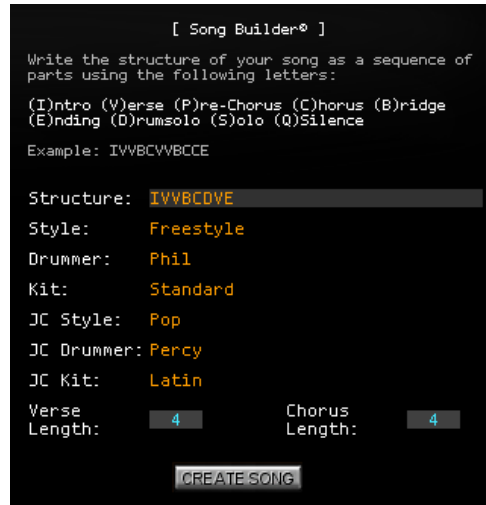 [ Song Builder® ]
Write the structure of your song as a sequence of
parts using the following letters:
(I)ntro (V)erse (P)re-Chorus (C)horus (B)ridge
(E)nding (D)rumsolo (S)olo (Q)Silence
Example: IVVBCVVBCCE
Structure: IVVBCDVE
Style: Freestyle
Drummer: Phil
Kit: Standard
JC Style: Pop
JC Drummer: Percy
JC Kit: Latin
Verse Length: 4 Chorus Length: 4
CREATE SONG